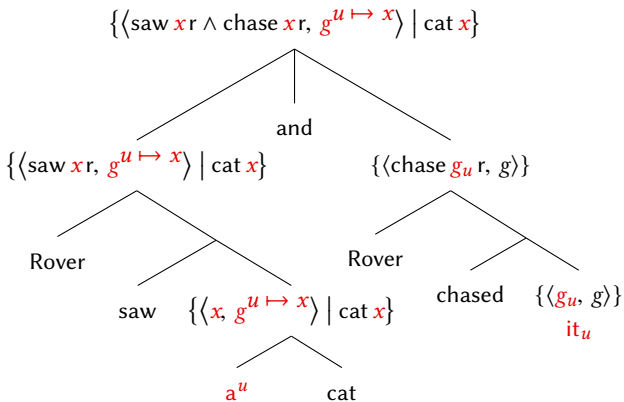 {⟨saw x r ∧ chase x r, g^{u ↦ x}⟩ | cat x}
and
{⟨saw x r, g^{u ↦ x}⟩ | cat x} {⟨chase g_u r, g⟩}
Rover Rover
saw {⟨x, g^{u ↦ x}⟩ | cat x} chased {⟨g_u, g⟩}
it_u
a^u cat